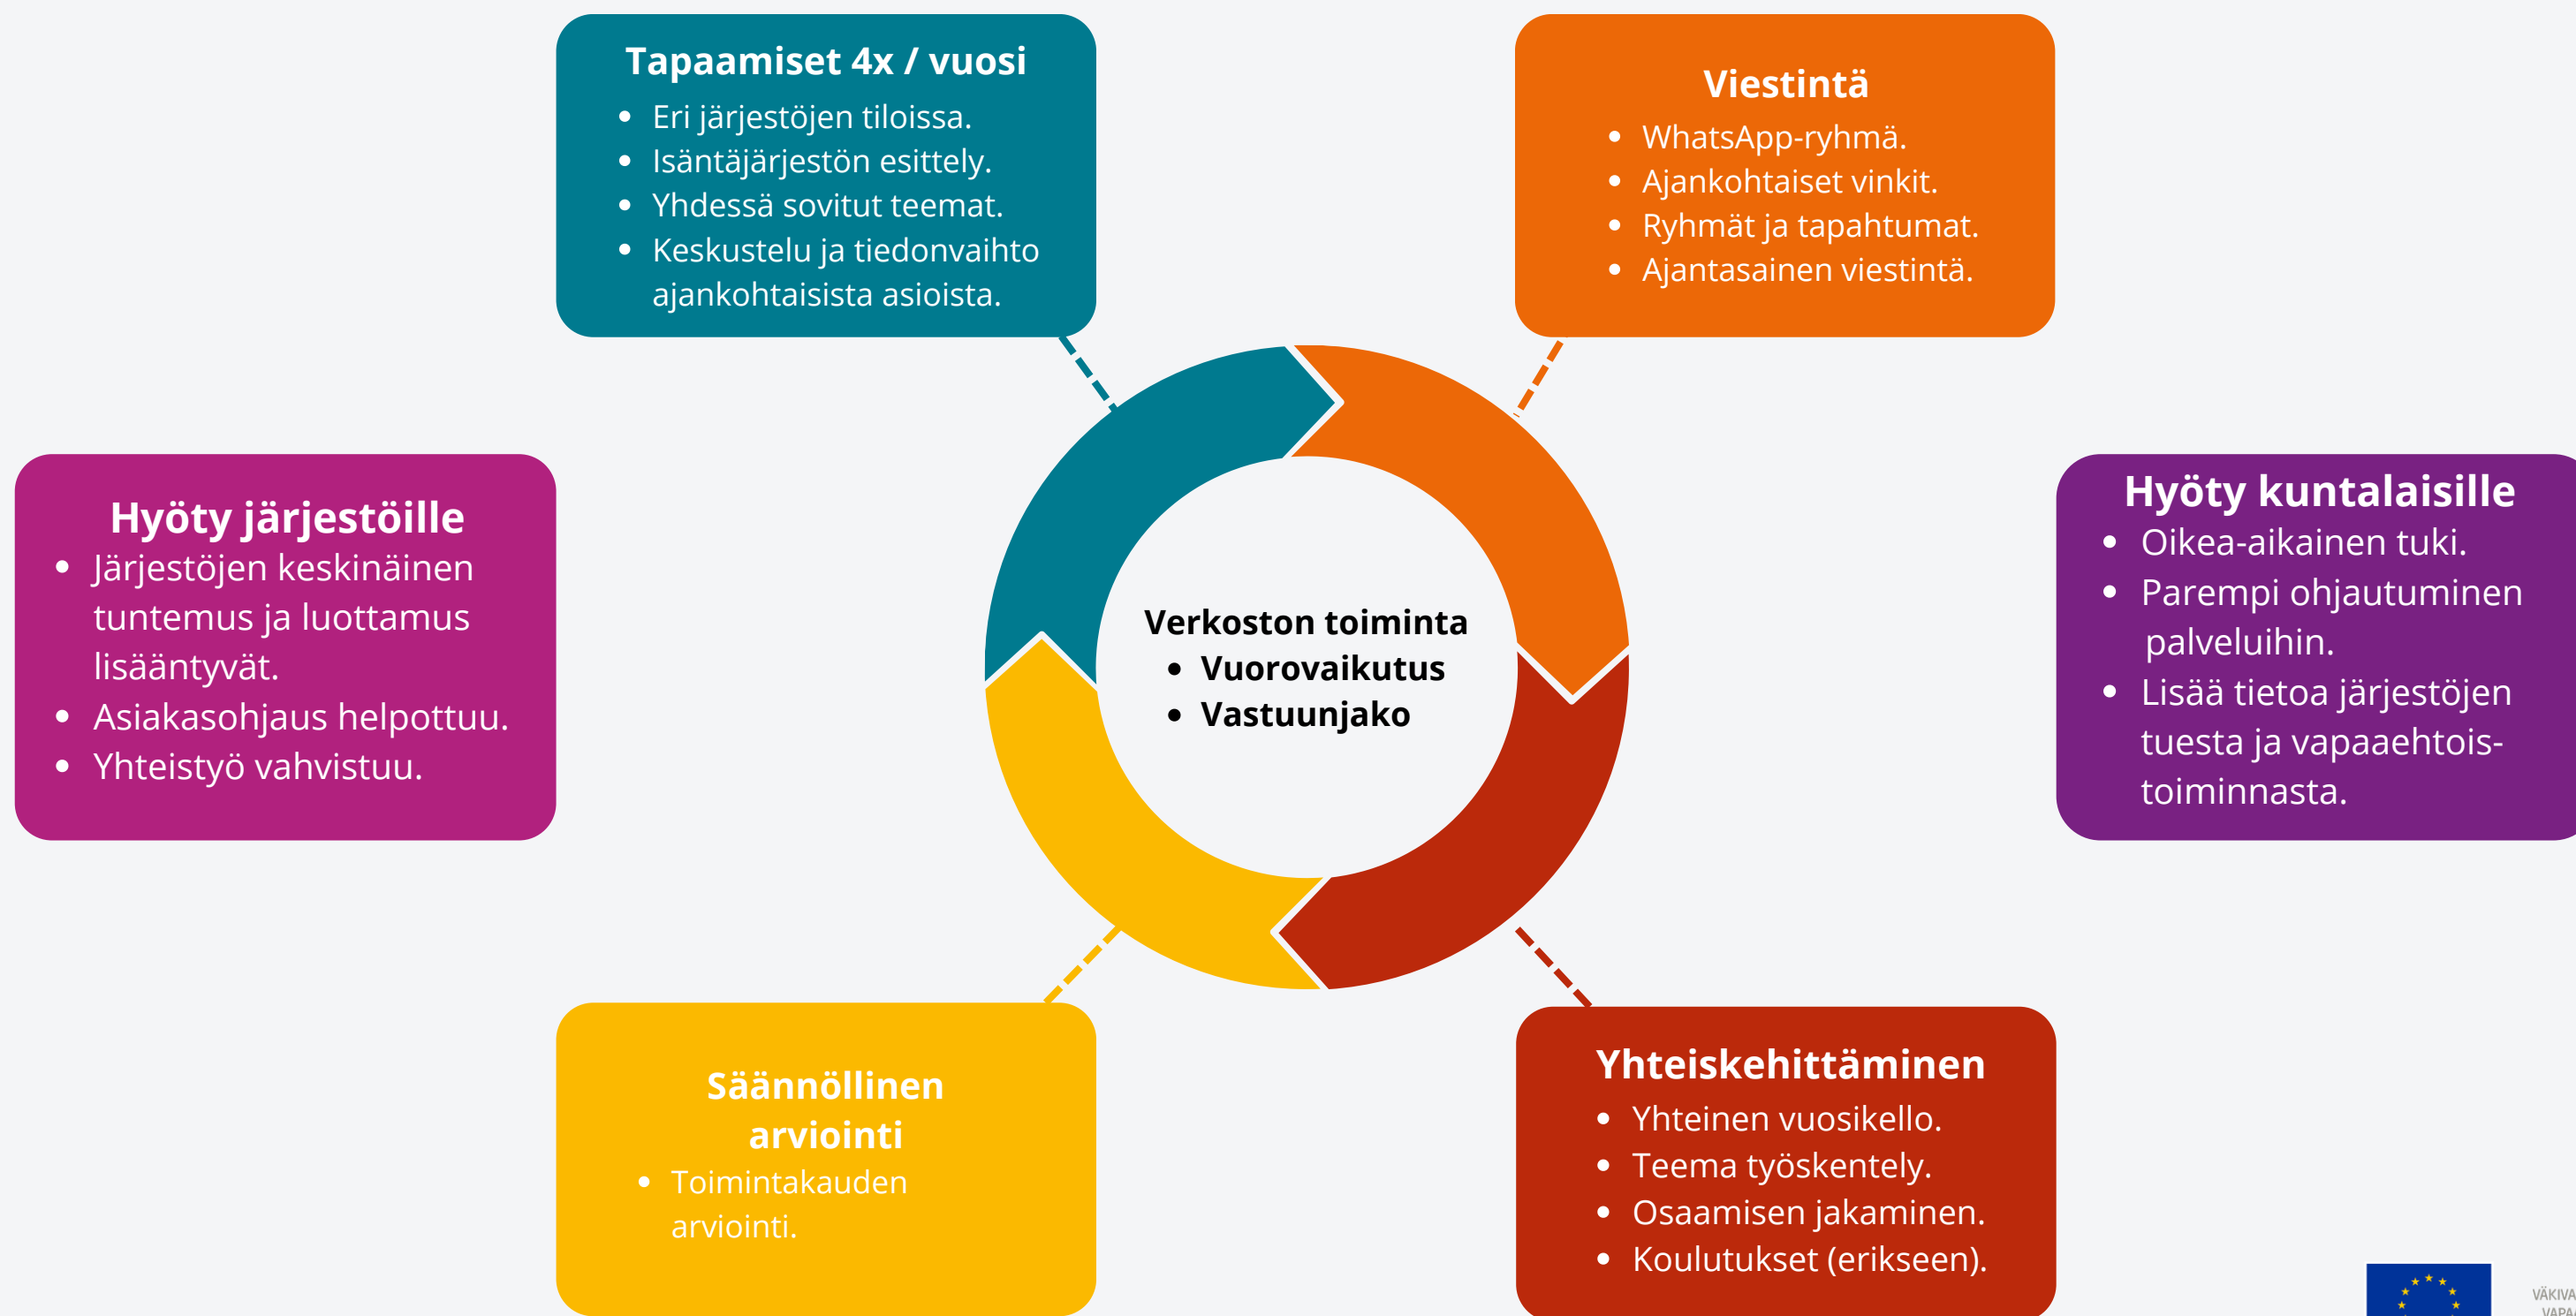 Tapaamiset 4x / vuosi
• Eri järjestöjen tiloissa.
• Isäntäjärjestön esittely.
• Yhdessä sovitut teemat.
• Keskustelu ja tiedonvaihto
ajankohtaisista asioista.
Viestintä
• WhatsApp-ryhmä.
• Ajankohtaiset vinkit.
• Ryhmät ja tapahtumat.
• Ajantasainen viestintä.
Hyöty järjestöille
• Järjestöjen keskinäinen
tuntemus ja luottamus
lisääntyvät.
• Asiakasohjaus helpottuu.
• Yhteistyö vahvistuu.
Verkoston toiminta
• Vuorovaikutus
• Vastuunjako
Hyöty kuntalaisille
• Oikea-aikainen tuki.
• Parempi ohjautuminen
palveluihin.
• Lisää tietoa järjestöjen
tuesta ja vapaaehtois-
toiminnasta.
Säännöllinen
arviointi
• Toimintakauden
arviointi.
Yhteiskehittäminen
• Yhteinen vuosikello.
• Teema työskentely.
• Osaamisen jakaminen.
• Koulutukset (erikseen).